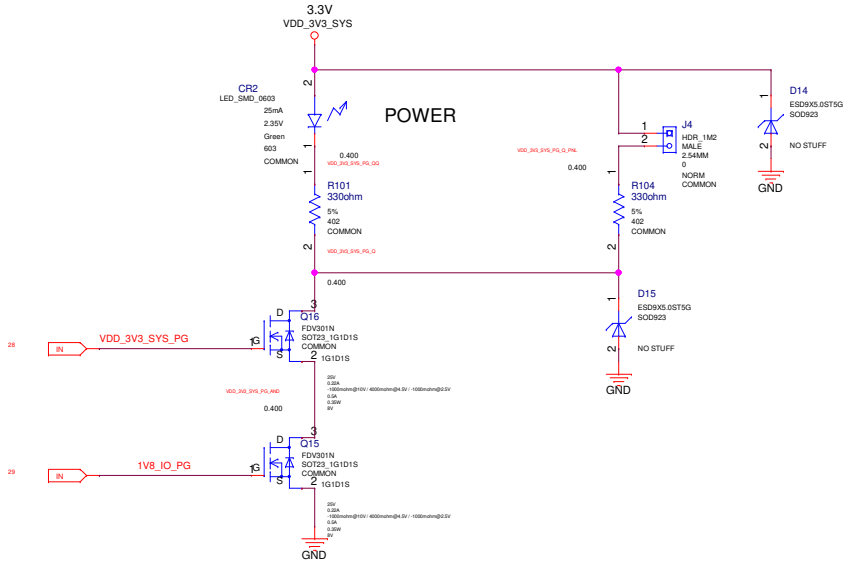 3.3V
VDD_3V3_SYS
CR2
LED_SMD_0603
25mA
2.35V
Green
603
COMMON
2
1
POWER
0.400
VDD_3V3_SYS_PG_QQ
1
R101
330ohm
5%
402
COMMON
2
VDD_3V3_SYS_PG_Q
0.400
VDD_3V3_SYS_PG_Q_PNL
0.400
1
2
J4
HDR_1M2
MALE
2.54MM
0
NORM
COMMON
1
R104
330ohm
5%
402
COMMON
2
1
D14
ESD9X5.0ST5G
SOD923
2
NO STUFF
GND
1
D15
ESD9X5.0ST5G
SOD923
2
NO STUFF
GND
28
IN
VDD_3V3_SYS_PG
1
G
D
S
3
Q16
FDV301N
SOT23_1G1D1S
COMMON
2
1G1D1S
25V
0.22A
0.5A
0.35W
8V
VDD_3V3_SYS_PG_AND
0.400
29
IN
1V8_IO_PG
1
G
D
S
3
Q15
FDV301N
SOT23_1G1D1S
COMMON
2
1G1D1S
25V
0.22A
0.5A
0.35W
8V
GND